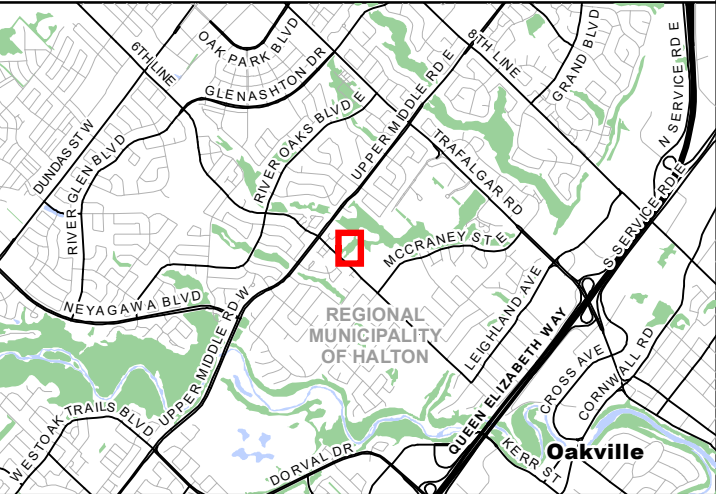 OAK PARK BLVD
6TH LINE
GLENASHTON DR
8TH LINE
GRAND BLVD
N SERVICE RD E
UPPER MIDDLE RD E
RIVER OAKS BLVD E
DUNDAS ST W
RIVER GLEN BLVD
TRAFALGAR RD
S SERVICE RD E
MCCRANEY ST E
NEYAGAWA BLVD
UPPER MIDDLE RD W
REGIONAL
MUNICIPALITY
OF HALTON
LEIGHLAND AVE
QUEEN ELIZABETH WAY
CROSS AVE
CORNWALL RD
WESTOAK TRAILS BLVD
DORVAL DR
KERR ST
Oakville